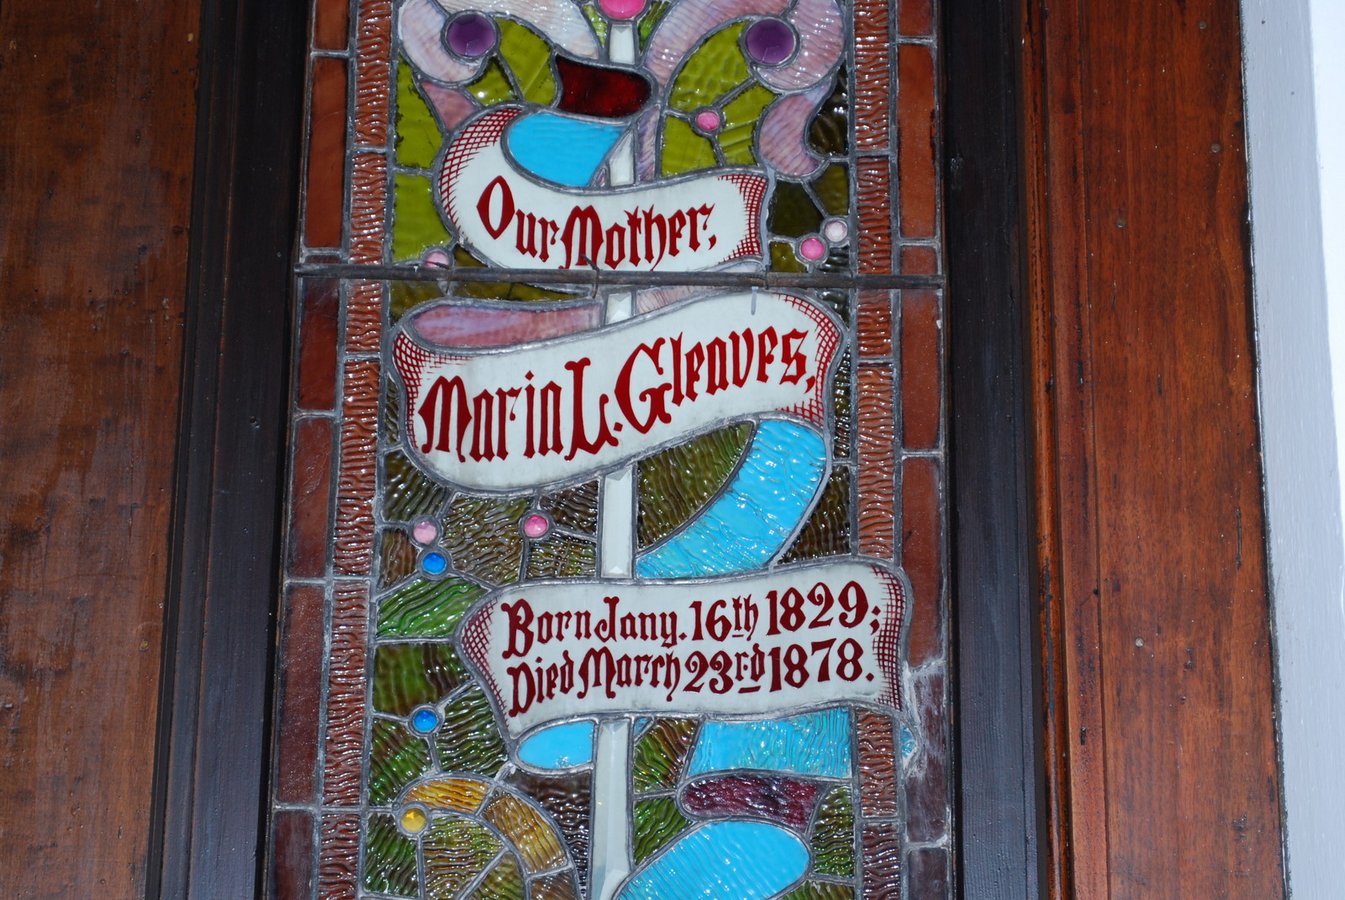 Our Mother,
Maria L. Gleaves,
Born Jany. 16th 1829;
Died March 23rd 1878.